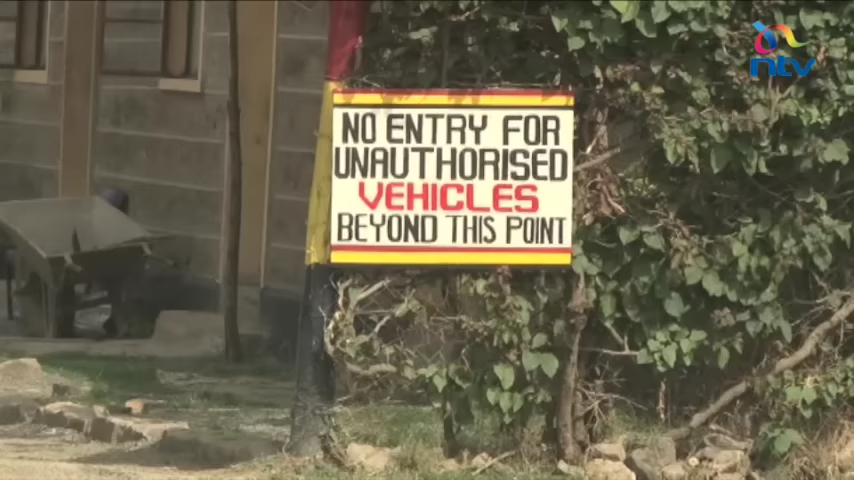 ntv
NO ENTRY FOR
UNAUTHORISED
VEHICLES
BEYOND THIS POINT